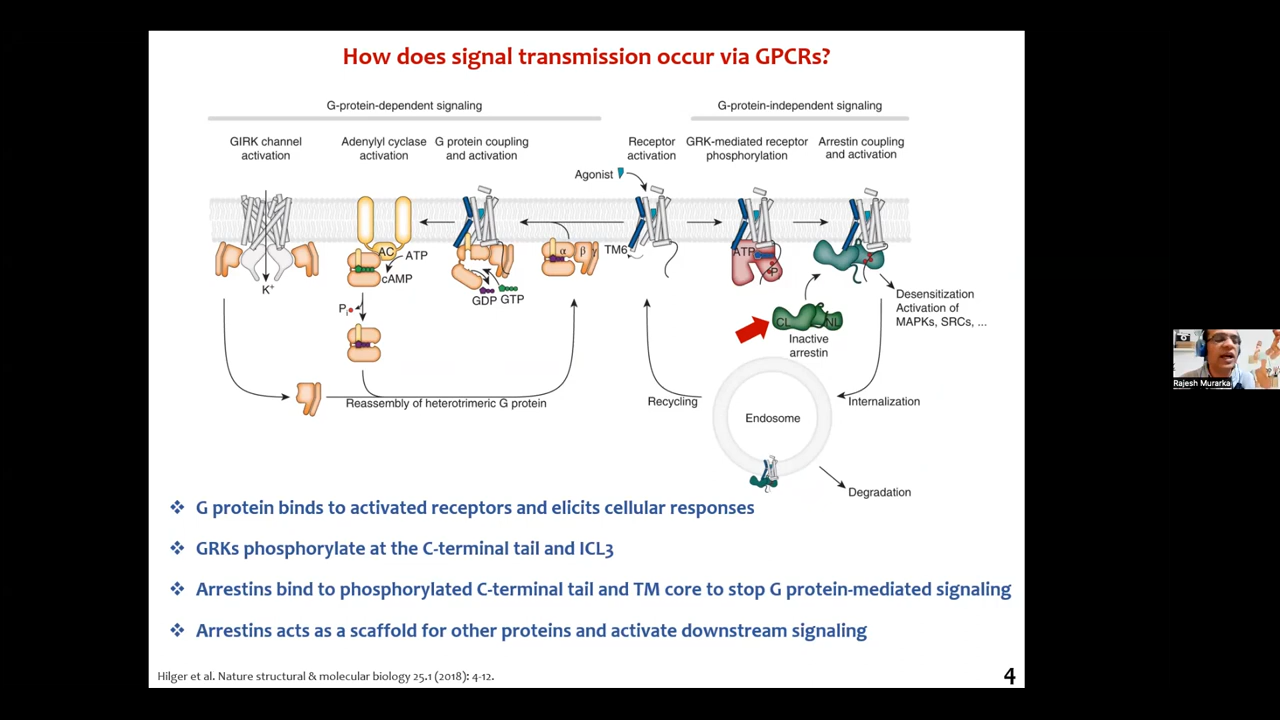 How does signal transmission occur via GPCRs?
G-protein-dependent signaling
G-protein-independent signaling
GIRK channel
activation
Adenylyl cyclase
activation
G protein coupling
and activation
Receptor
activation
GRK-mediated receptor
phosphorylation
Arrestin coupling
and activation
Agonist
TM6
α
β
γ
AC
ATP
cAMP
GDP
GTP
K+
Pi
ATP
P
CL
NL
Inactive
arrestin
Desensitization
Activation of
MAPKs, SRCs, ...
Reassembly of heterotrimeric G protein
Recycling
Endosome
Internalization
Degradation
❖ G protein binds to activated receptors and elicits cellular responses
❖ GRKs phosphorylate at the C-terminal tail and ICL3
❖ Arrestins bind to phosphorylated C-terminal tail and TM core to stop G protein-mediated signaling
❖ Arrestins acts as a scaffold for other proteins and activate downstream signaling
Hilger et al. Nature structural & molecular biology 25.1 (2018): 4-12.
4
Rajesh Murarka